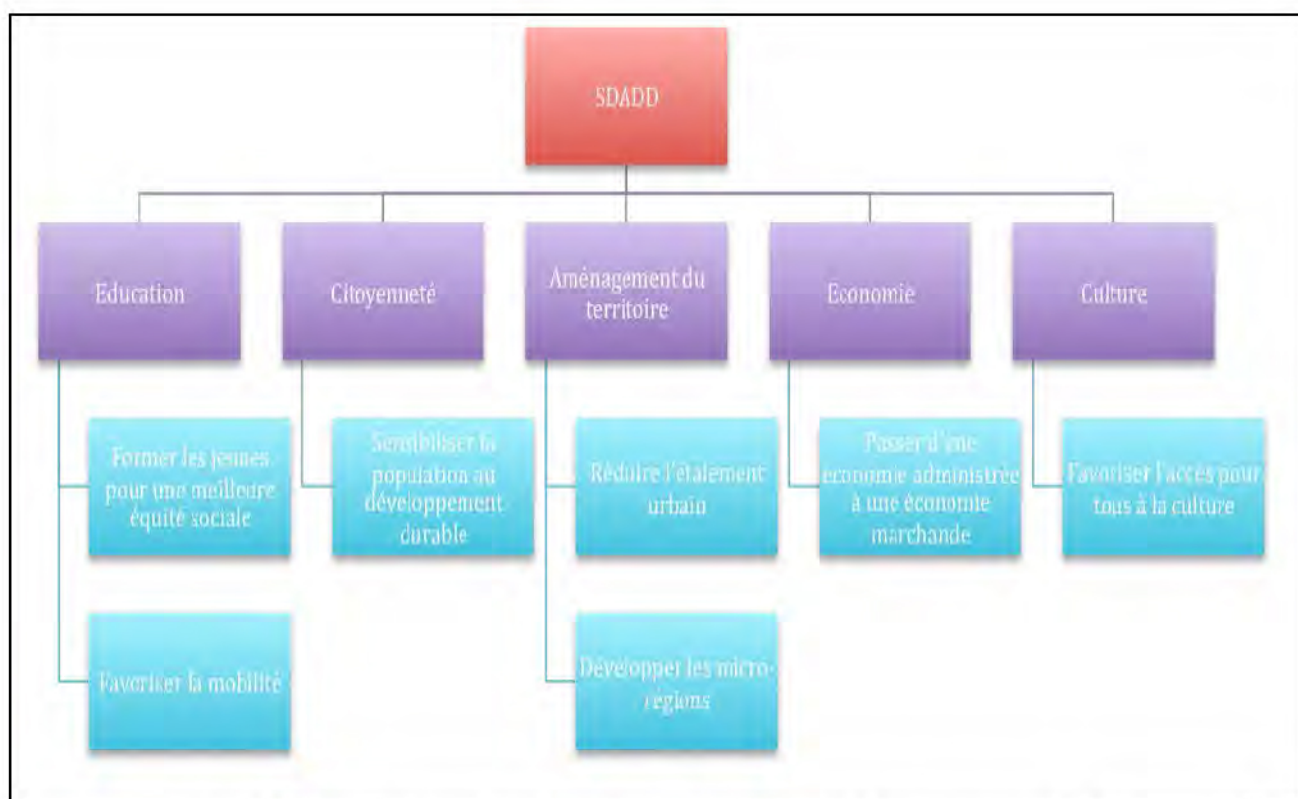 SDADD
Education
Citoyenneté
Aménagement du
territoire
Economie
Culture
Former les jeunes
pour une meilleure
équité sociale
Favoriser la mobilité
Sensibiliser la
population au
développement
durable
Réduire l'étalement
urbain
Développer les micro-
régions
Passer d'une
économie administrée
à une économie
marchande
Favoriser l'accès pour
tous à la culture